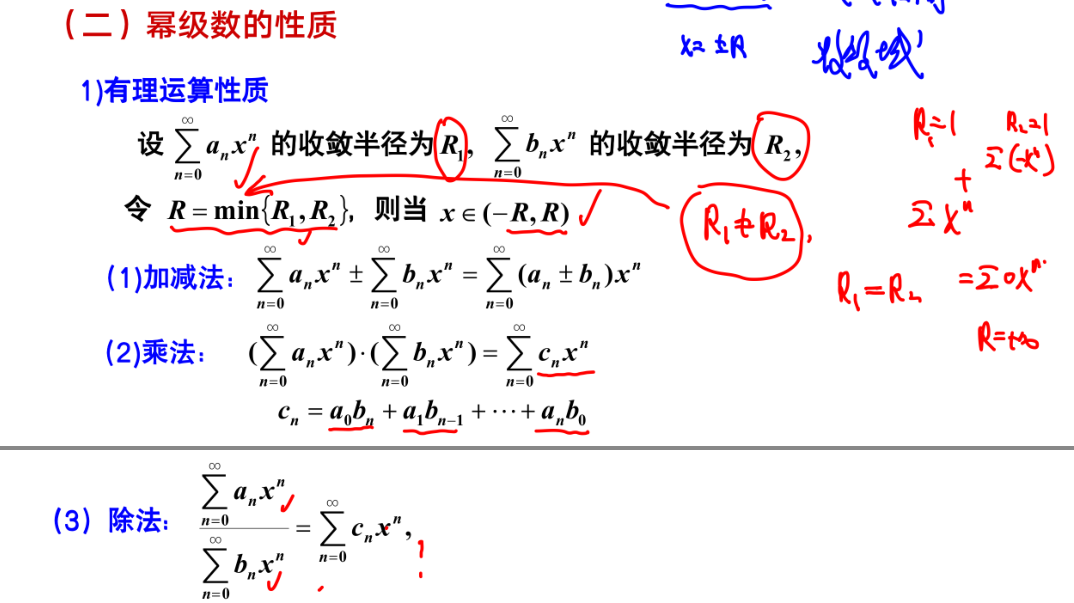 （二）幂级数的性质
x = ±R
收敛域
1)有理运算性质
设 $\sum_{n=0}^{\infty} a_n x^n$ 的收敛半径为 $R_1$, $\sum_{n=0}^{\infty} b_n x^n$ 的收敛半径为 $R_2$,
令 $R = \min\{R_1, R_2\}$, 则当 $x \in (-R, R)$
(1)加减法: $\sum_{n=0}^{\infty} a_n x^n \pm \sum_{n=0}^{\infty} b_n x^n = \sum_{n=0}^{\infty} (a_n \pm b_n) x^n$
(2)乘法: $(\sum_{n=0}^{\infty} a_n x^n) \cdot (\sum_{n=0}^{\infty} b_n x^n) = \sum_{n=0}^{\infty} c_n x^n$
$c_n = a_0 b_n + a_1 b_{n-1} + \cdots + a_n b_0$
$R_1 \neq R_2$,
$R_1 = R_2$
$R_1 = 1$ $R_2 = 1$
$\sum (-x^n)$
+
$\sum x^n$
$= \sum 0 x^n$.
$R = +\infty$
(3) 除法: $\frac{\sum_{n=0}^{\infty} a_n x^n}{\sum_{n=0}^{\infty} b_n x^n} = \sum_{n=0}^{\infty} c_n x^n$, ?